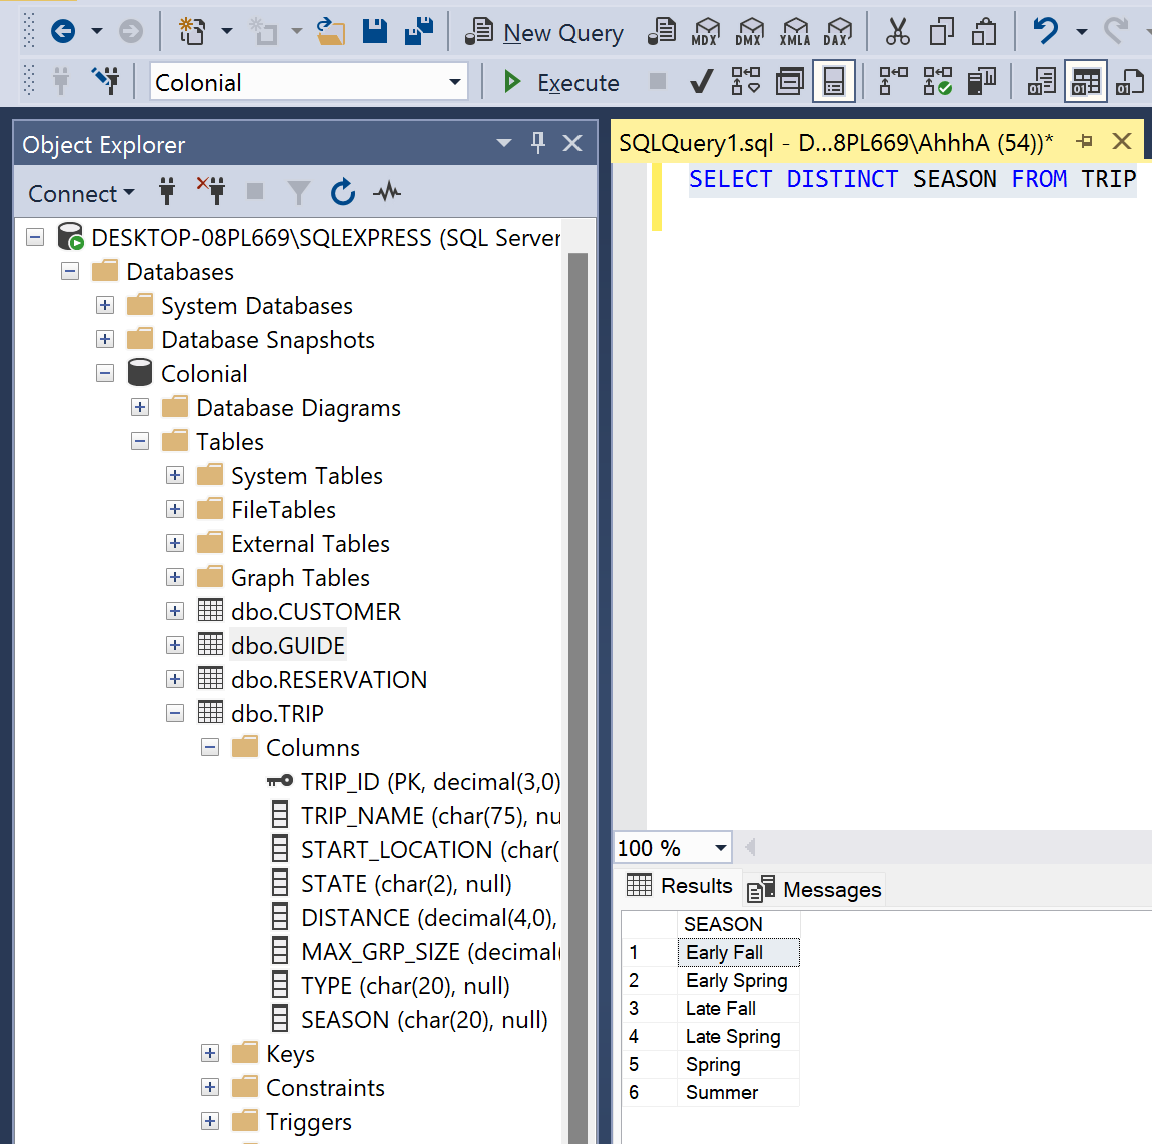 New Query
MDX DMX XMLA DAX
Colonial
Execute
Object Explorer
Connect
DESKTOP-08PL669\SQLEXPRESS (SQL Server
Databases
System Databases
Database Snapshots
Colonial
Database Diagrams
Tables
System Tables
FileTables
External Tables
Graph Tables
dbo.CUSTOMER
dbo.GUIDE
dbo.RESERVATION
dbo.TRIP
Columns
TRIP_ID (PK, decimal(3,0)
TRIP_NAME (char(75), nu
START_LOCATION (char(
STATE (char(2), null)
DISTANCE (decimal(4,0),
MAX_GRP_SIZE (decimal(
TYPE (char(20), null)
SEASON (char(20), null)
Keys
Constraints
Triggers
SQLQuery1.sql - D...8PL669\AhhhA (54))*
SELECT DISTINCT SEASON FROM TRIP
100 %
Results
Messages
SEASON
1 Early Fall
2 Early Spring
3 Late Fall
4 Late Spring
5 Spring
6 Summer